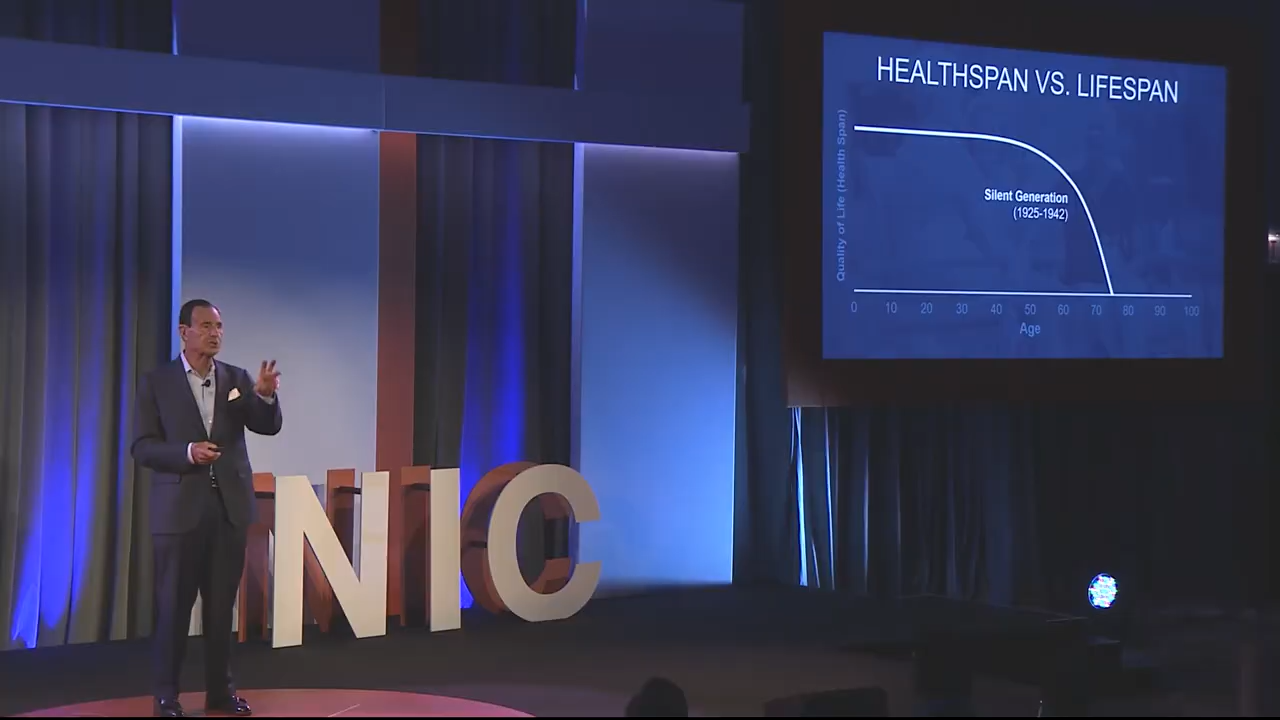 HEALTHSPAN VS. LIFESPAN
Quality of Life (Health Span)
Silent Generation
(1925-1942)
0 10 20 30 40 50 60 70 80 90 100
Age
NIC